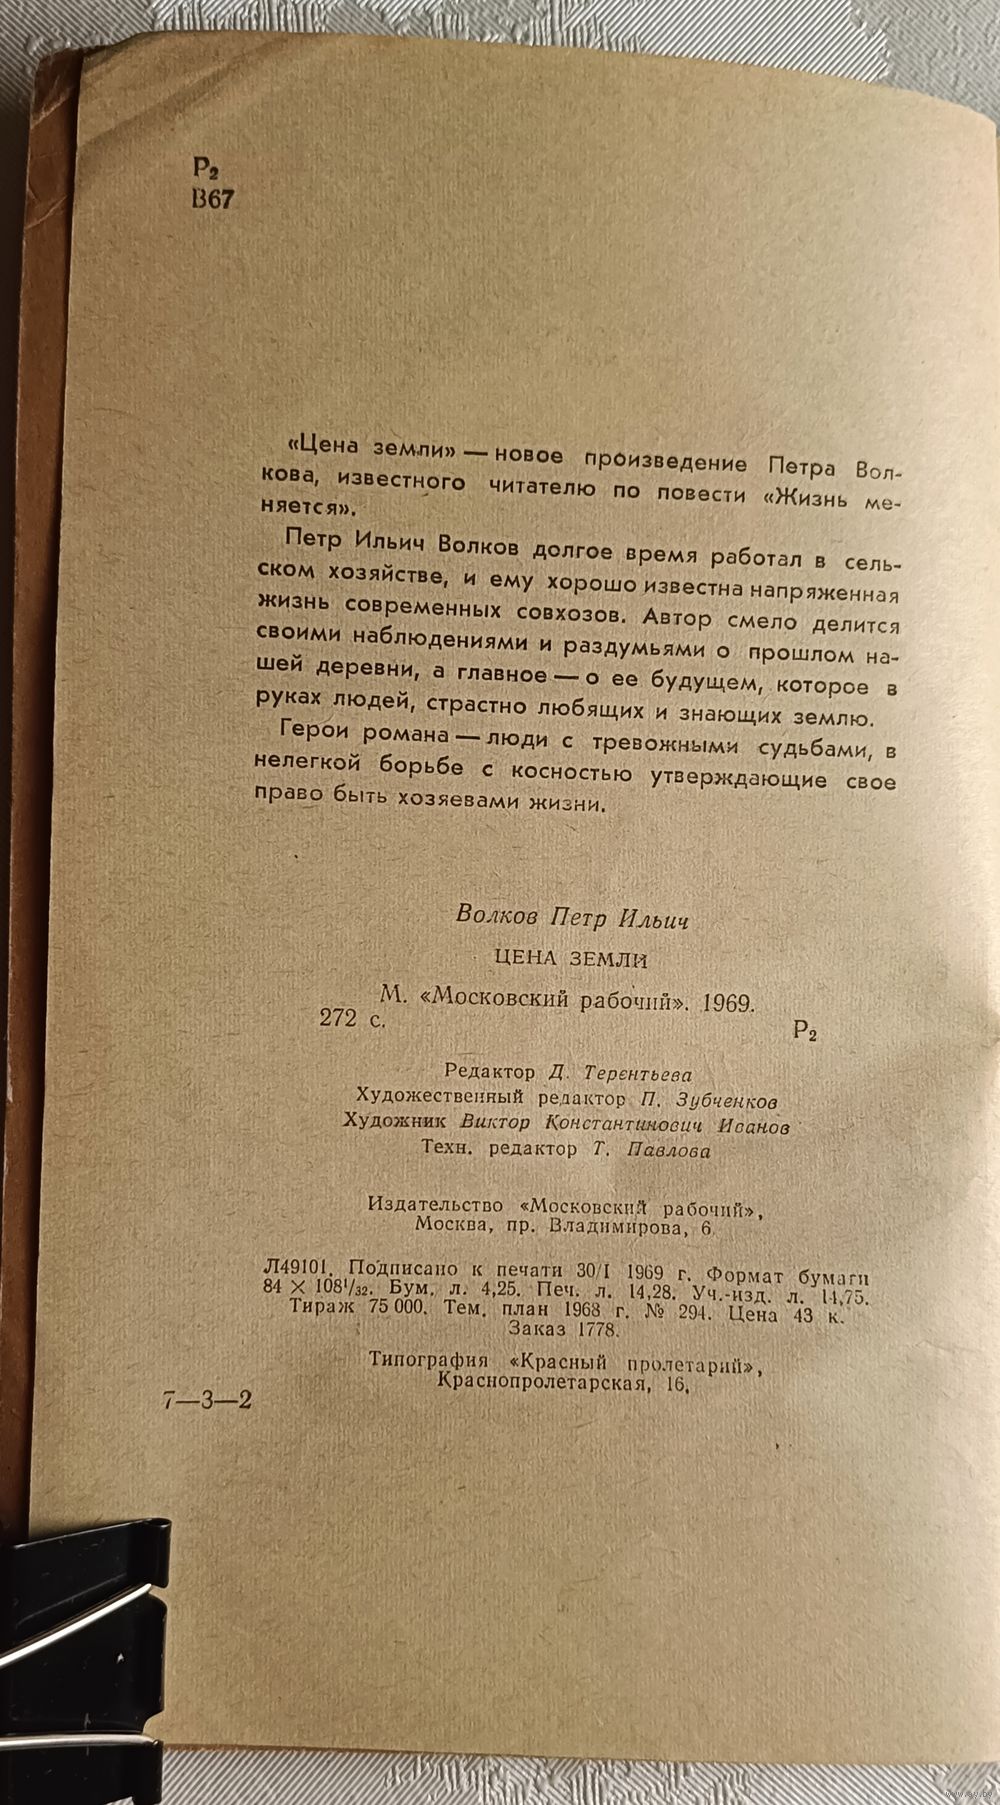 Р2
В67
«Цена земли» — новое произведение Петра Вол-
кова, известного читателю по повести «Жизнь ме-
няется».
Петр Ильич Волков долгое время работал в сель-
ском хозяйстве, и ему хорошо известна напряженная
жизнь современных совхозов. Автор смело делится
своими наблюдениями и раздумьями о прошлом на-
шей деревни, а главное — о ее будущем, которое в
руках людей, страстно любящих и знающих землю.
Герои романа — люди с тревожными судьбами, в
нелегкой борьбе с косностью утверждающие свое
право быть хозяевами жизни.
Волков Петр Ильич
ЦЕНА ЗЕМЛИ
М. «Московский рабочий». 1969.
272 с.
Р2
Редактор Д. Терентьева
Художественный редактор П. Зубченков
Художник Виктор Константинович Иванов
Техн. редактор Т. Павлова
Издательство «Московский рабочий»,
Москва, пр. Владимирова, 6.
Л49101. Подписано к печати 30/I 1969 г. Формат бумаги
84 × 108¹/₃₂. Бум. л. 4,25. Печ. л. 14,28. Уч.-изд. л. 14,75.
Тираж 75 000. Тем. план 1968 г. № 294. Цена 43 к.
Заказ 1778.
Типография «Красный пролетарий»,
Краснопролетарская, 16.
7—3—2
www.ay.by